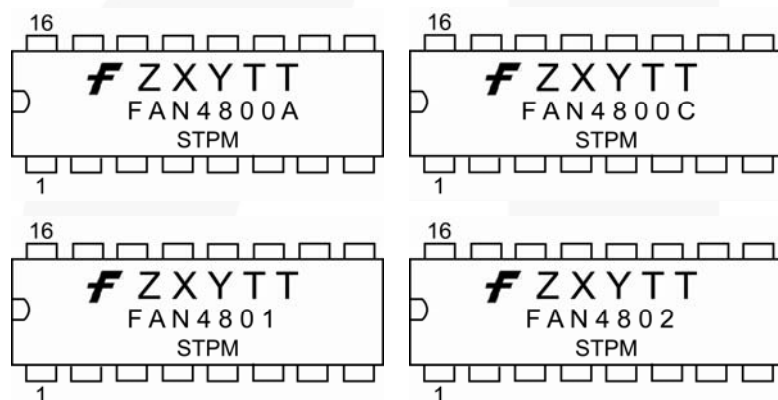 16
ZXYTT
FAN4800A
STPM
1
16
ZXYTT
FAN4800C
STPM
1
16
ZXYTT
FAN4801
STPM
1
16
ZXYTT
FAN4802
STPM
1